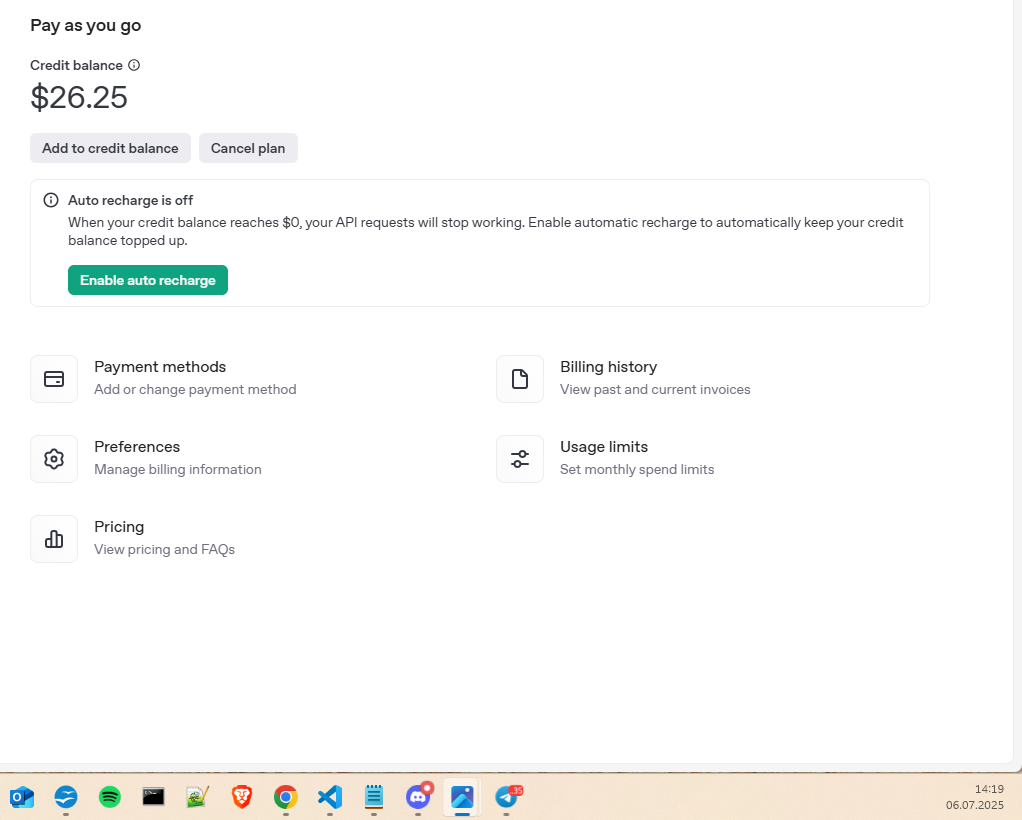 Pay as you go
Credit balance
$26.25
Add to credit balance
Cancel plan
Auto recharge is off
When your credit balance reaches $0, your API requests will stop working. Enable automatic recharge to automatically keep your credit
balance topped up.
Enable auto recharge
Payment methods
Add or change payment method
Billing history
View past and current invoices
Preferences
Manage billing information
Usage limits
Set monthly spend limits
Pricing
View pricing and FAQs
35
14:19
06.07.2025